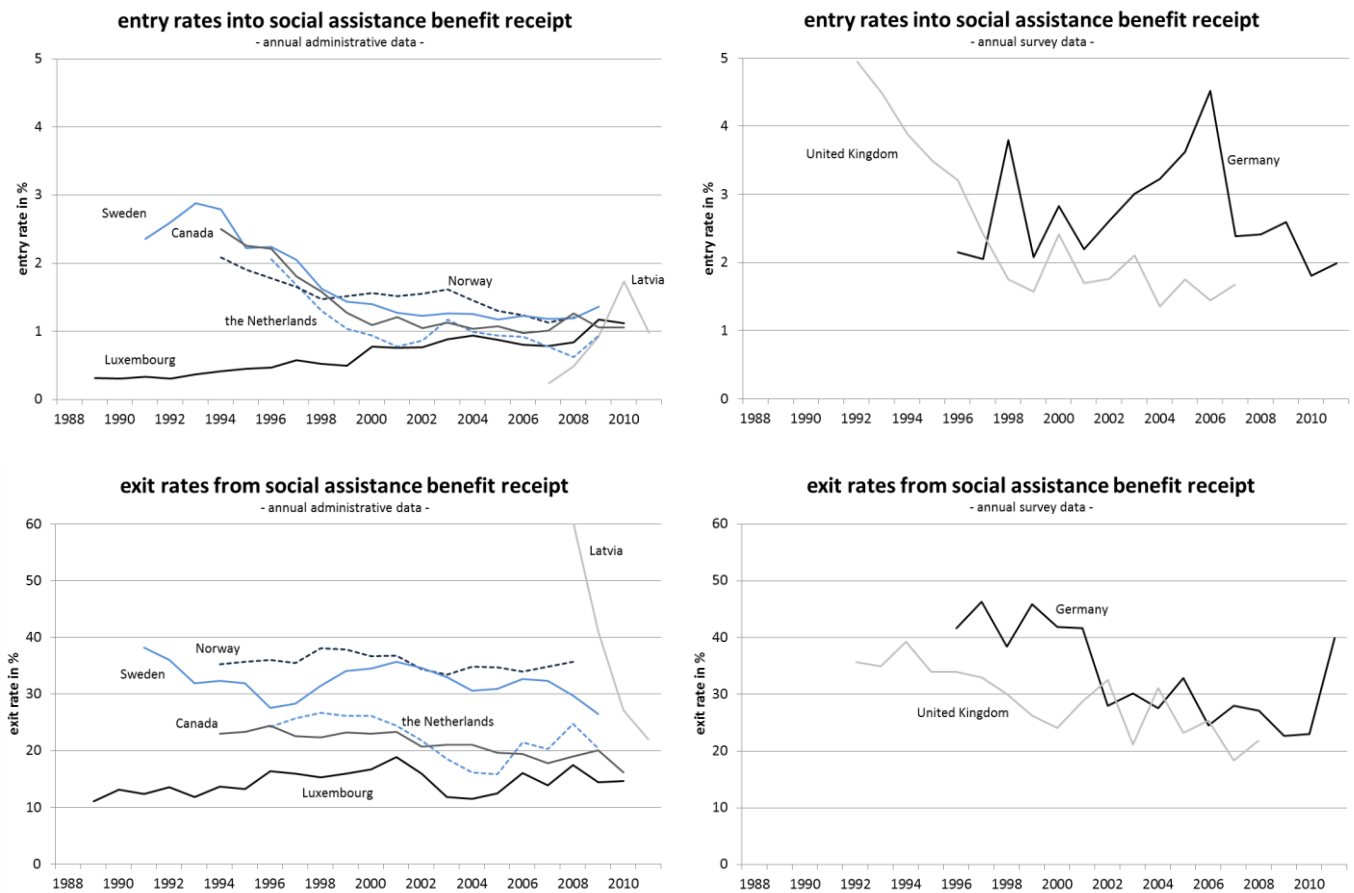 entry rates into social assistance benefit receipt
- annual administrative data -
5
4
3
2
1
0
entry rate in %
Sweden
Canada
Norway
Latvia
the Netherlands
Luxembourg
1988 1990 1992 1994 1996 1998 2000 2002 2004 2006 2008 2010
entry rates into social assistance benefit receipt
- annual survey data -
5
4
3
2
1
0
entry rate in %
United Kingdom
Germany
1988 1990 1992 1994 1996 1998 2000 2002 2004 2006 2008 2010
exit rates from social assistance benefit receipt
- annual administrative data -
60
50
40
30
20
10
0
exit rate in %
Latvia
Norway
Sweden
Canada
the Netherlands
Luxembourg
1988 1990 1992 1994 1996 1998 2000 2002 2004 2006 2008 2010
exit rates from social assistance benefit receipt
- annual survey data -
60
50
40
30
20
10
0
exit rate in %
Germany
United Kingdom
1988 1990 1992 1994 1996 1998 2000 2002 2004 2006 2008 2010